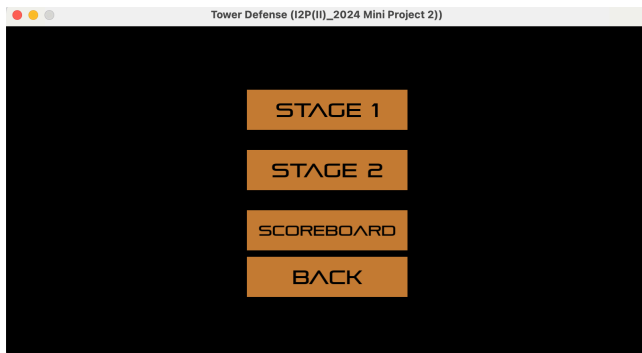 Tower Defense (I2P(II)_2024 Mini Project 2))
STAGE 1
STAGE 2
SCOREBOARD
BACK